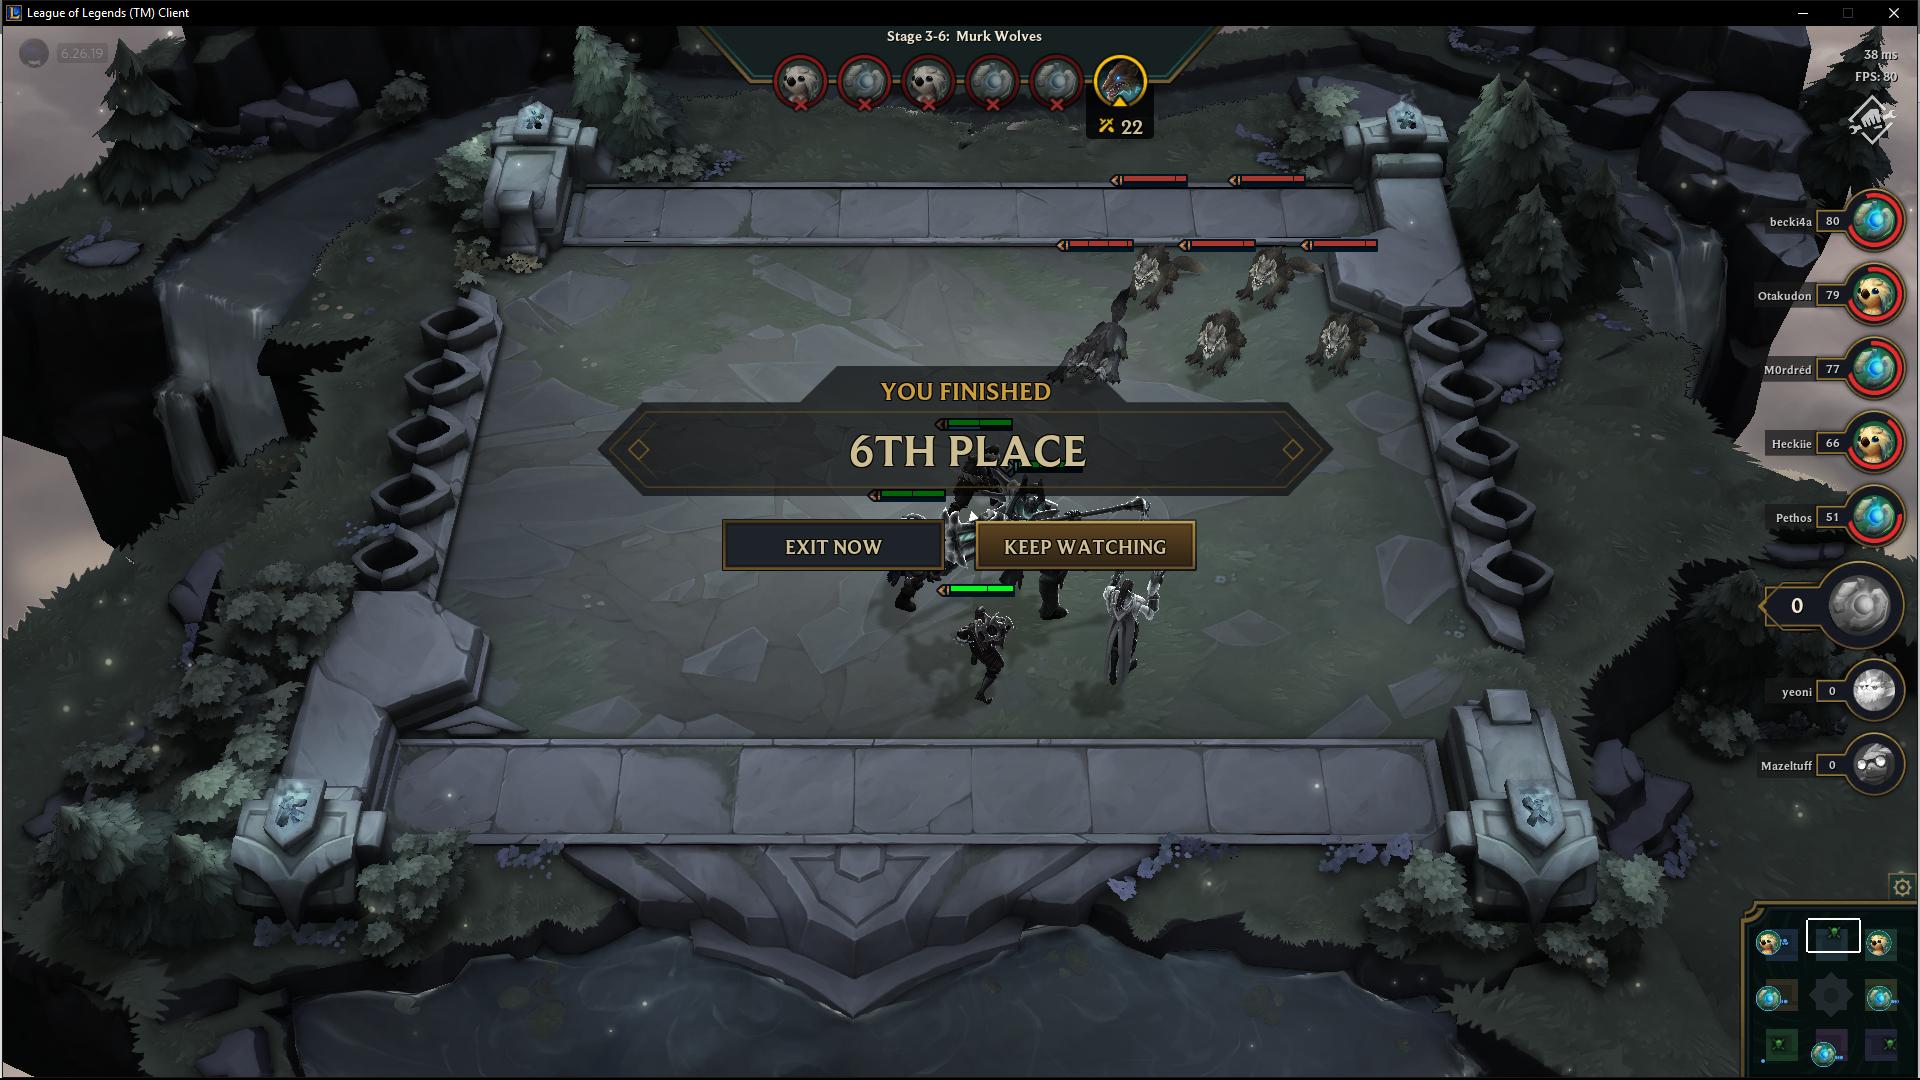 League of Legends (TM) Client
6.26.19
Stage 3-6: Murk Wolves
38 ms
FPS: 80
22
becki4a 80
Otakudon 79
M0rdréd 77
Heckiie 66
Pethos 51
0
yeoni 0
Mazeltuff 0
YOU FINISHED
6TH PLACE
EXIT NOW
KEEP WATCHING